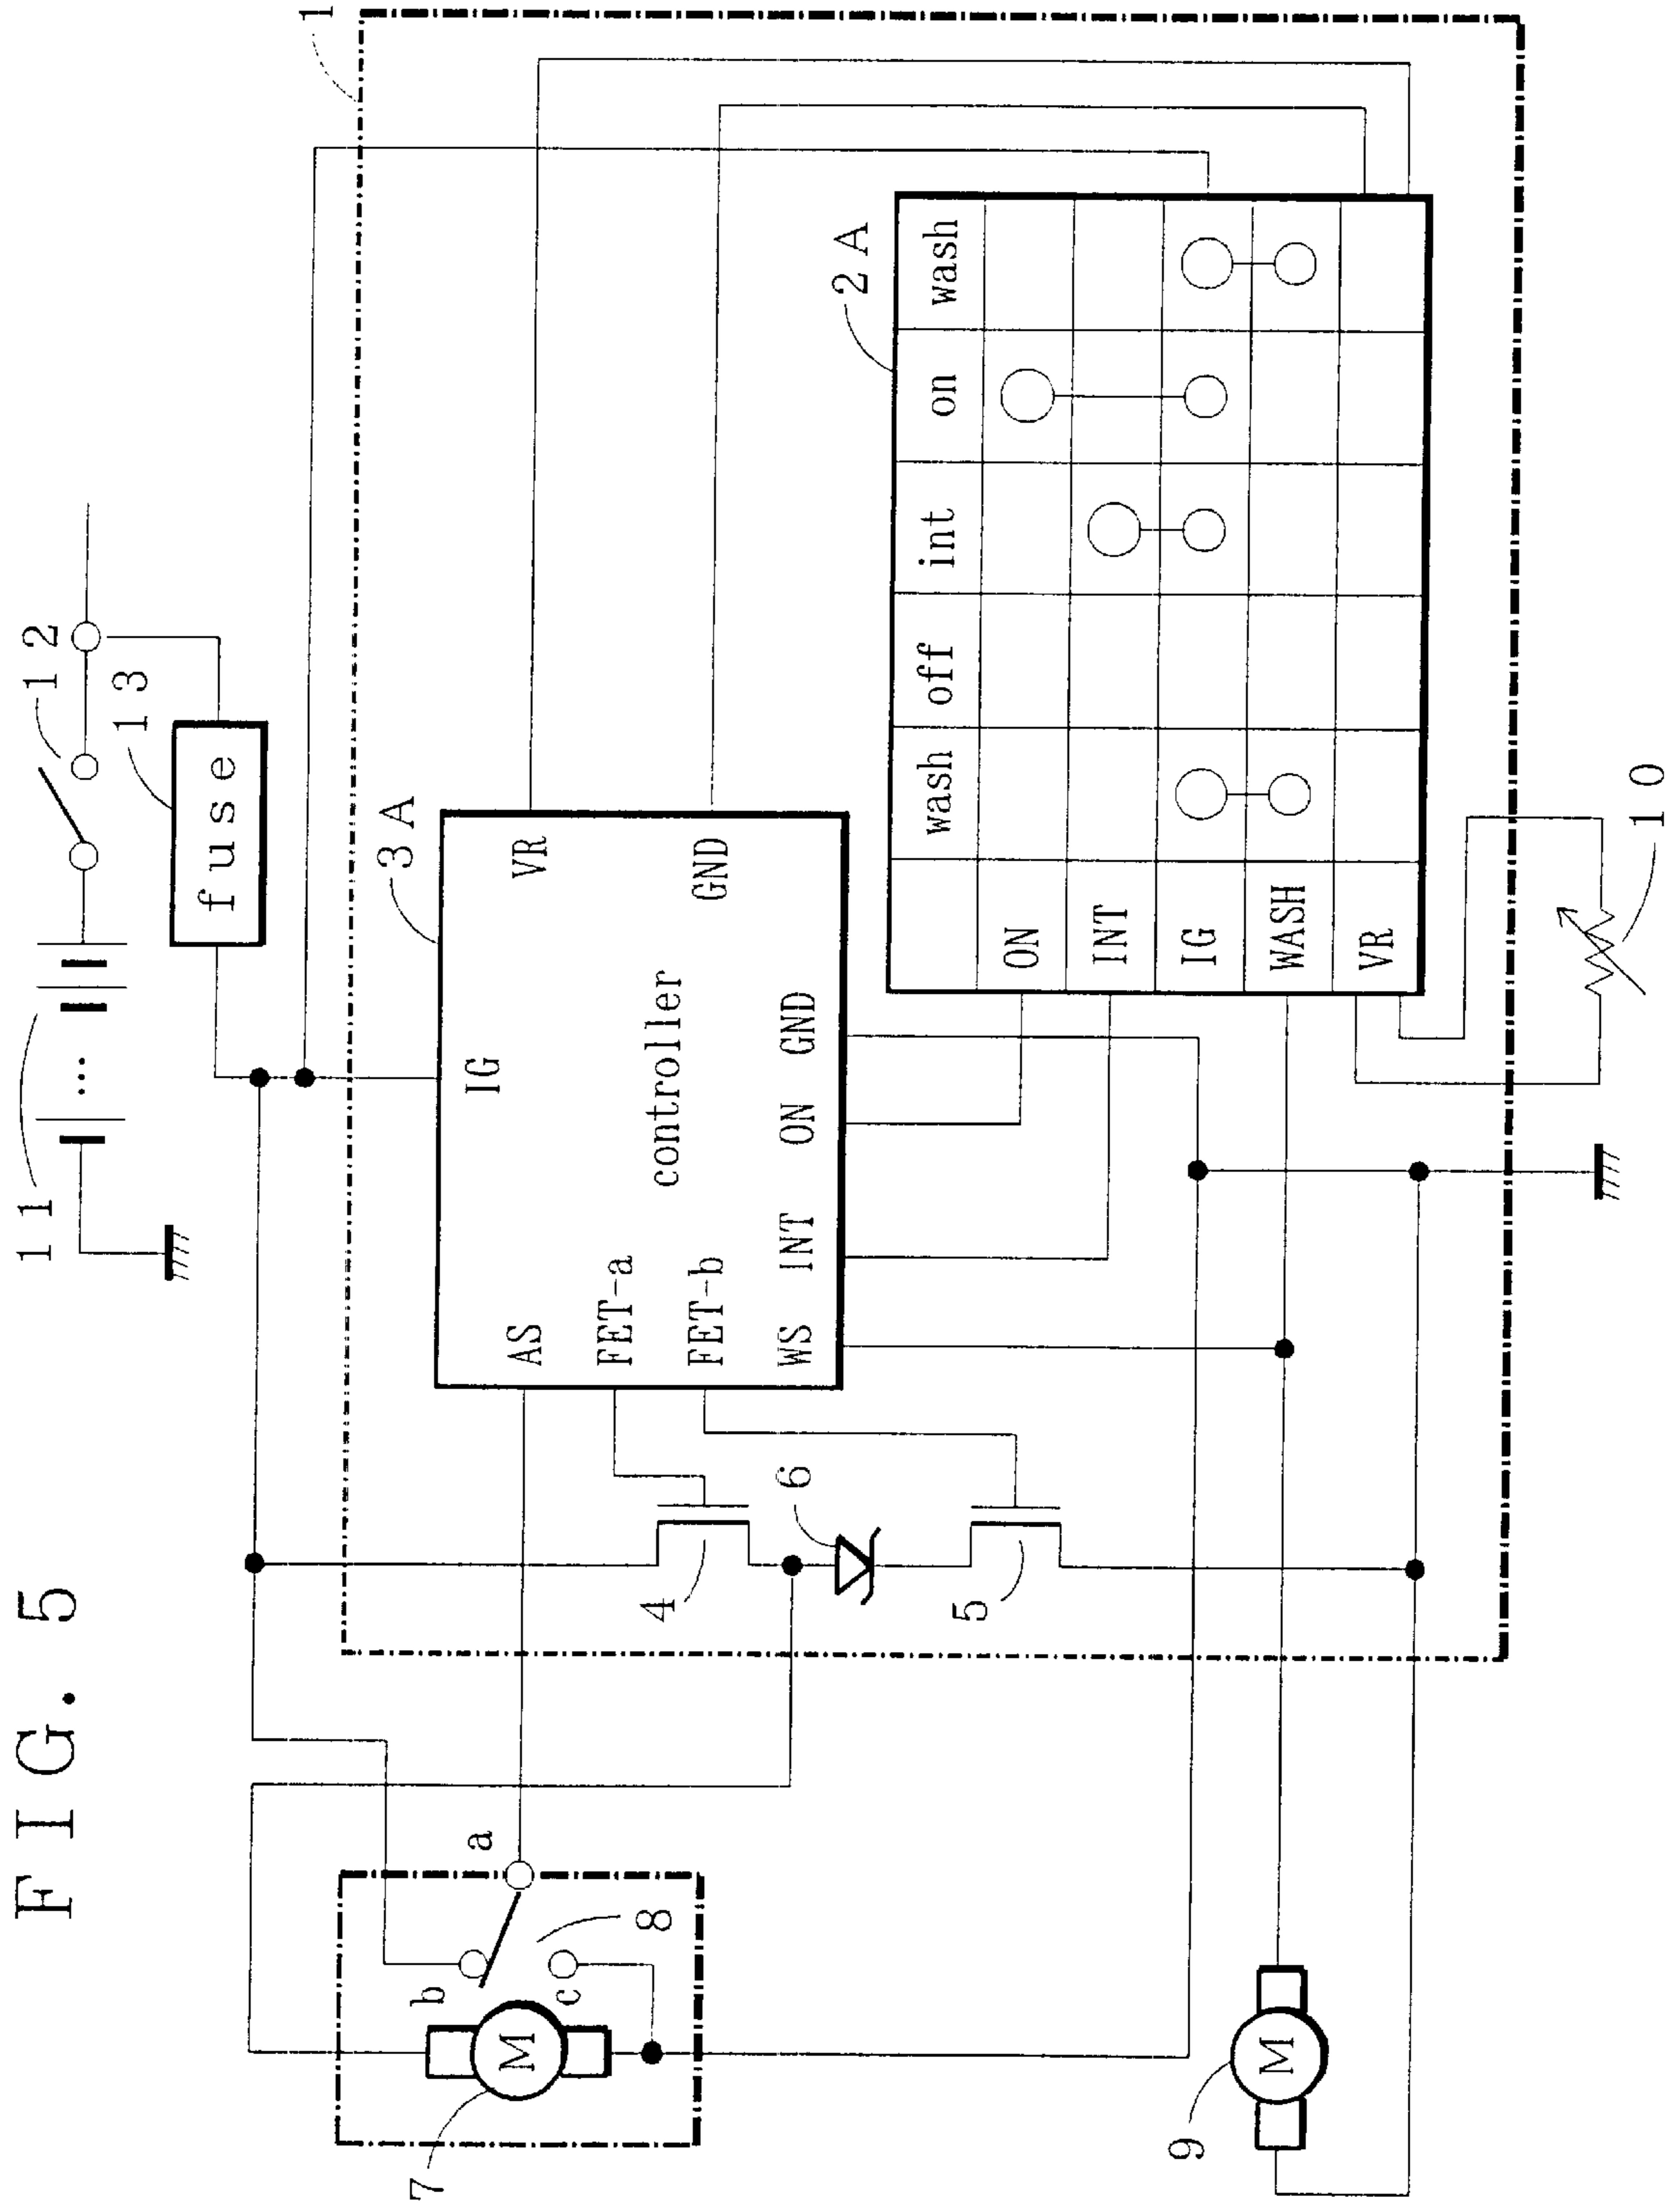 FIG. 5
11
12
13
fuse
1
3A
IG
VR
GND
controller
AS
FET-a
FET-b
WS
INT
ON
GND
2A
wash
off
int
on
wash
ON
INT
IG
WASH
VR
4
6
5
7
M
8
a
b
c
9
M
10